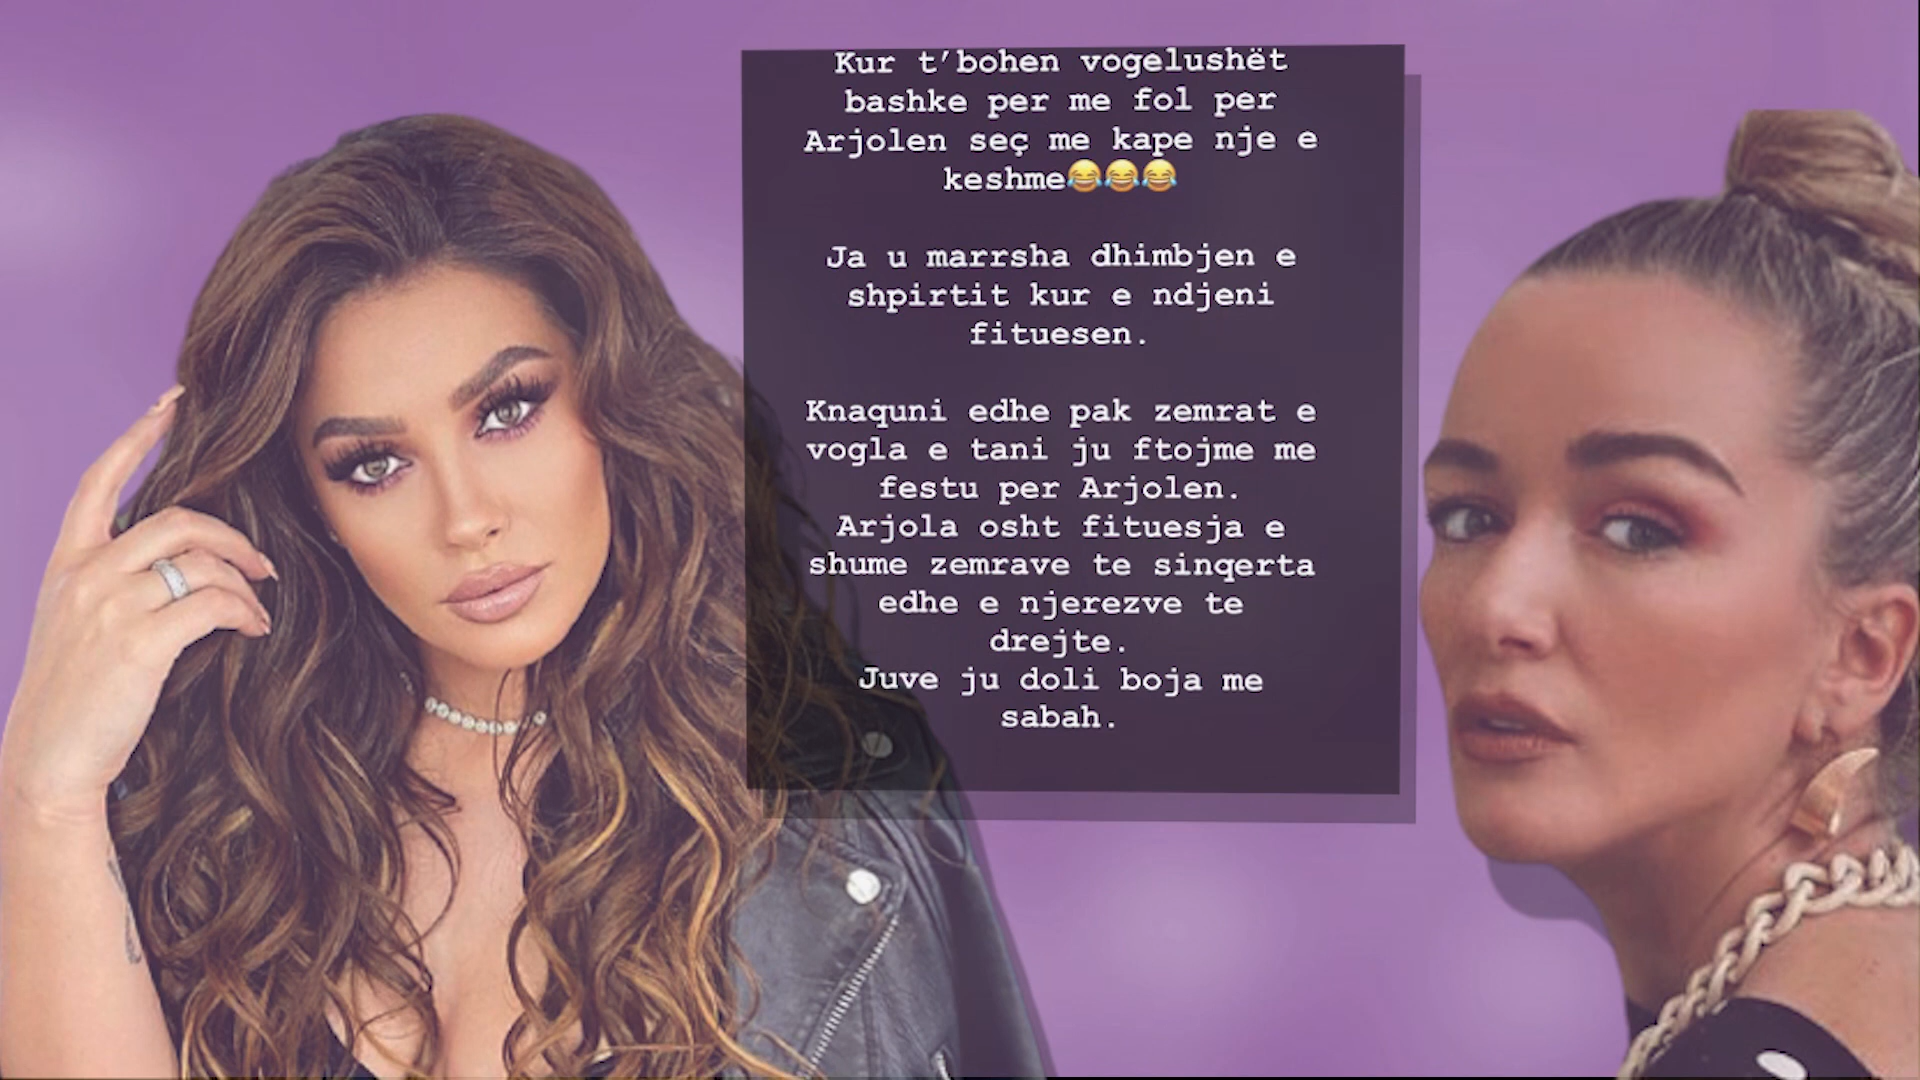 Kur t’bohen vogelushët
bashke per me fol per
Arjolen seç me kape nje e
keshme😂😂😂
Ja u marrsha dhimbjen e
shpirtit kur e ndjeni
fituesen.
Knaquni edhe pak zemrat e
vogla e tani ju ftojme me
festu per Arjolen.
Arjola osht fituesja e
shume zemrave te sinqerta
edhe e njerezve te
drejte.
Juve ju doli boja me
sabah.